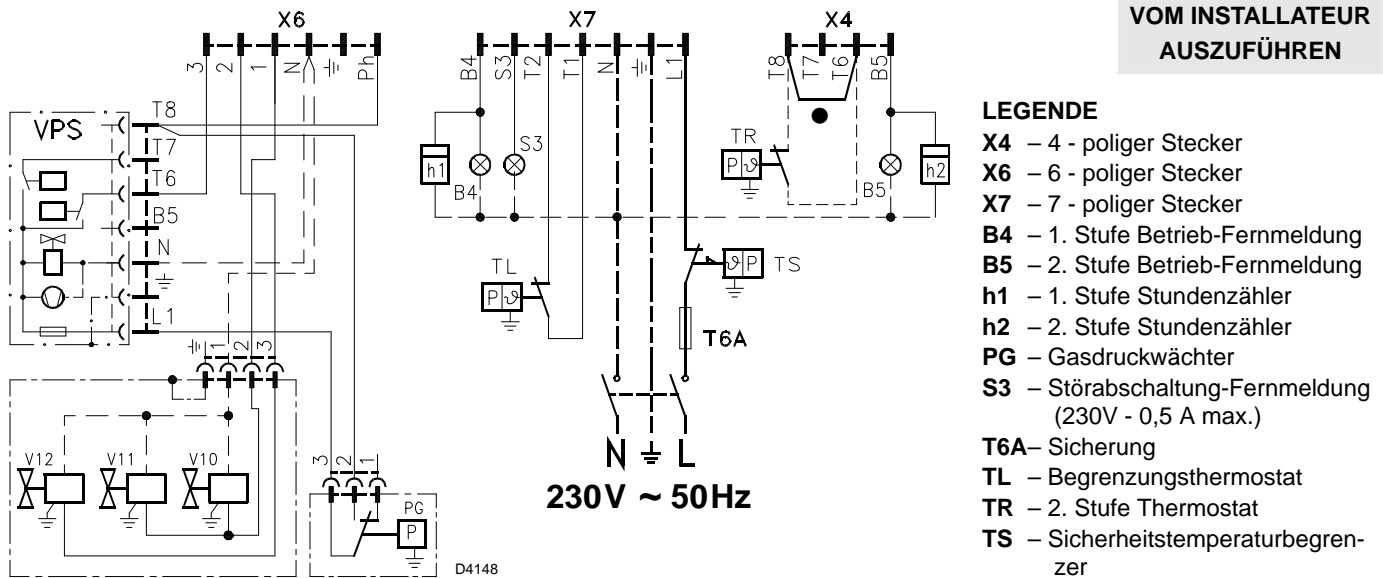 VOM INSTALLATEUR
AUSZUFÜHREN
X6
3 2 1 N Ph
X7
B4 S3 T2 T1 N L1
X4
T8 T7 T6 B5
VPS
T8
T7
T6
B5
N
L1
1 2 3
V12 V11 V10
3 2 1
PG
P
D4148
h1
B4
S3
TL
P ϑ
TR
P ϑ
B5
h2
ϑ P
TS
T6A
N L
230V ~ 50Hz
LEGENDE
X4 – 4 - poliger Stecker
X6 – 6 - poliger Stecker
X7 – 7 - poliger Stecker
B4 – 1. Stufe Betrieb-Fernmeldung
B5 – 2. Stufe Betrieb-Fernmeldung
h1 – 1. Stufe Stundenzähler
h2 – 2. Stufe Stundenzähler
PG – Gasdruckwächter
S3 – Störabschaltung-Fernmeldung
(230V - 0,5 A max.)
T6A– Sicherung
TL – Begrenzungsthermostat
TR – 2. Stufe Thermostat
TS – Sicherheitstemperaturbegren-
zer